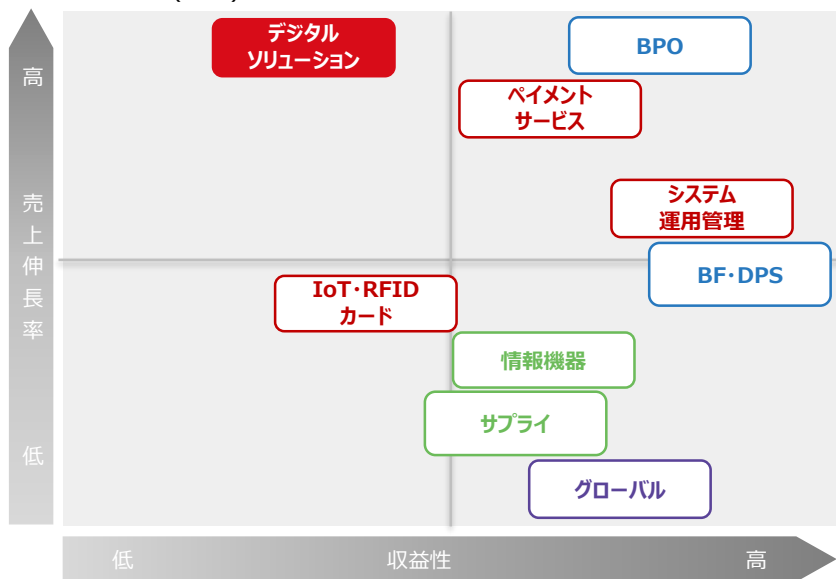 デジタル
ソリューション
BPO
ペイメント
サービス
システム
運用管理
BF・DPS
IoT・RFID
カード
情報機器
サプライ
グローバル
高
売
上
伸
長
率
低
低
収益性
高